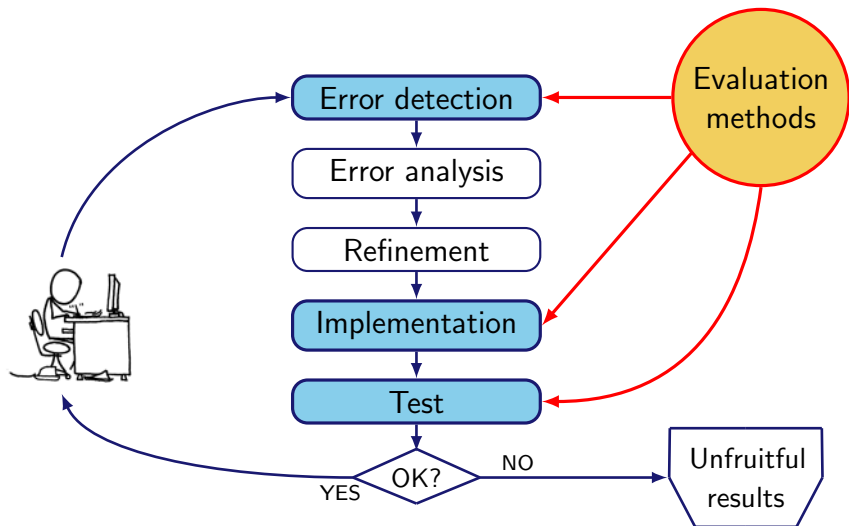 Evaluation
methods
Error detection
Error analysis
Refinement
Implementation
Test
OK?
YES
NO
Unfruitful
results